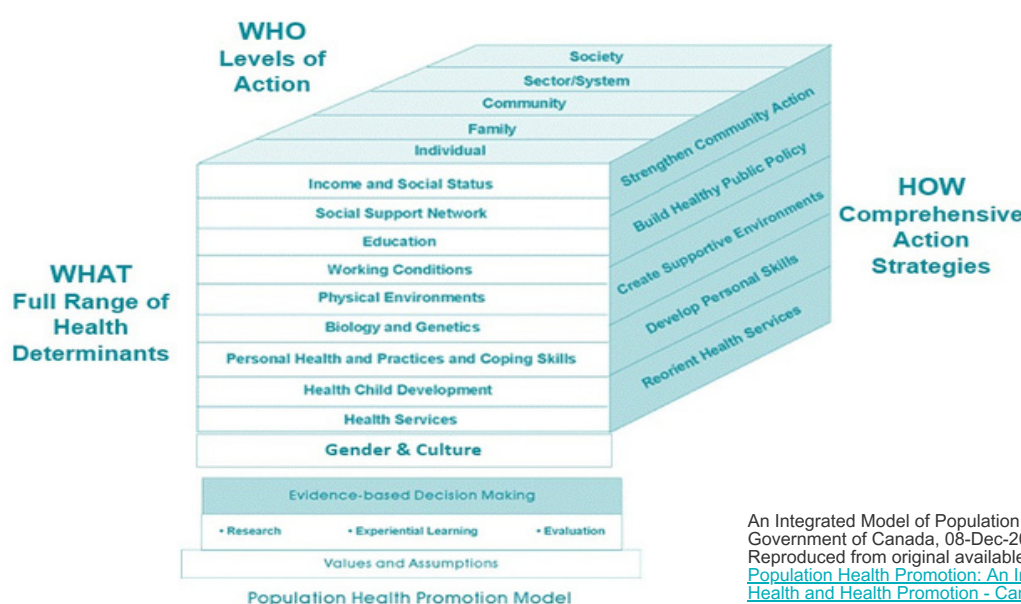 WHO
Levels of
Action
Society
Sector/System
Community
Family
Individual
WHAT
Full Range of
Health
Determinants
Income and Social Status
Social Support Network
Education
Working Conditions
Physical Environments
Biology and Genetics
Personal Health and Practices and Coping Skills
Health Child Development
Health Services
Gender & Culture
Strengthen Community Action
Build Healthy Public Policy
Create Supportive Environments
Develop Personal Skills
Reorient Health Services
HOW
Comprehensive
Action
Strategies
Evidence-based Decision Making
• Research • Experiential Learning • Evaluation
Values and Assumptions
Population Health Promotion Model
An Integrated Model of Population
Government of Canada, 08-Dec-20
Reproduced from original available
Population Health Promotion: An In
Health and Health Promotion - Can